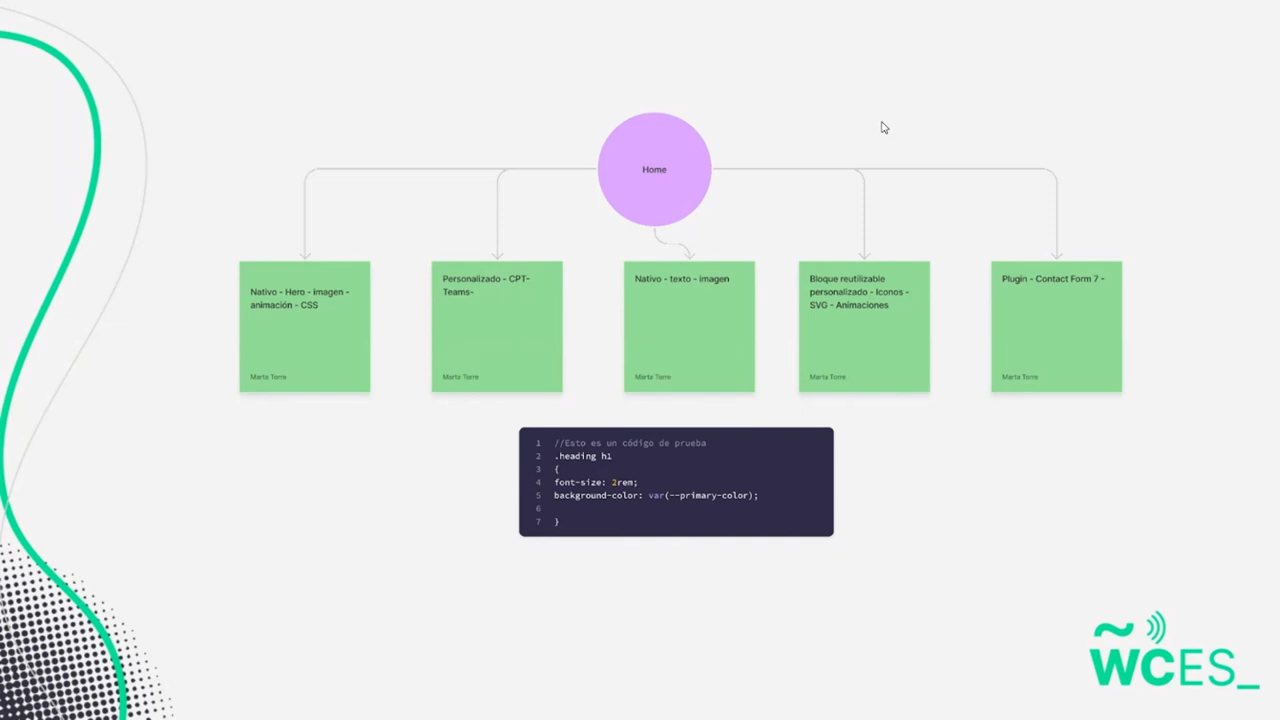 Home
Nativo - Hero - imagen -
animación - CSS
Marta Torre
Personalizado - CPT-
Teams-
Marta Torre
Nativo - texto - imagen
Marta Torre
Bloque reutilizable
personalizado - Iconos -
SVG - Animaciones
Marta Torre
Plugin - Contact Form 7 -
Marta Torre
1 //Esto es un código de prueba
2 .heading h1
3 {
4 font-size: 2rem;
5 background-color: var(--primary-color);
6
7 }
~
WCES_